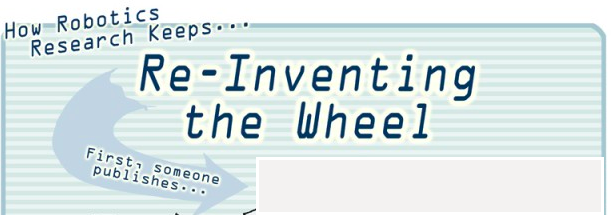 How Robotics
Research Keeps...
Re-Inventing
the Wheel
First, someone
publishes...